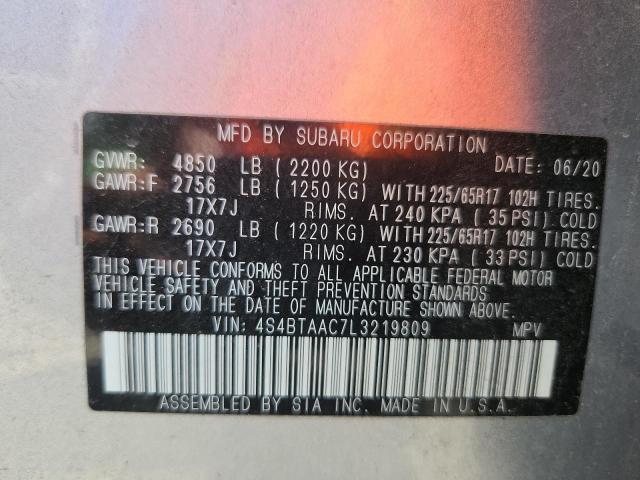 MFD BY SUBARU CORPORATION
GVWR: 4850 LB (2200 KG) DATE: 06/20
GAWR:F 2756 LB (1250 KG) WITH 225/65R17 102H TIRES.
17X7J RIMS. AT 240 KPA (35 PSI) COLD
GAWR:R 2690 LB (1220 KG) WITH 225/65R17 102H TIRES.
17X7J RIMS. AT 230 KPA (33 PSI) COLD
THIS VEHICLE CONFORMS TO ALL APPLICABLE FEDERAL MOTOR
VEHICLE SAFETY AND THEFT PREVENTION STANDARDS
IN EFFECT ON THE DATE OF MANUFACTURE SHOWN ABOVE.
VIN: 4S4BTAAC7L3219809 MPV
ASSEMBLED BY SIA INC. MADE IN U.S.A.